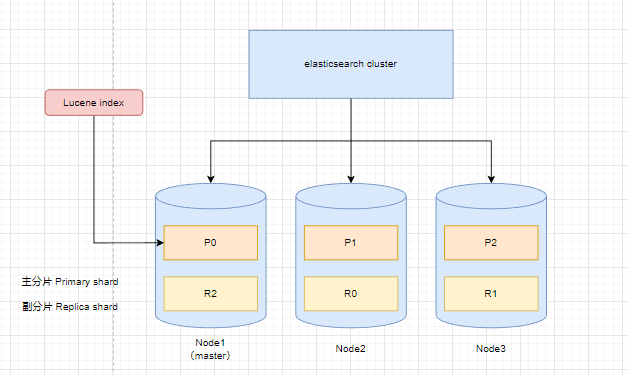 elasticsearch cluster
Lucene index
P0
P1
P2
主分片 Primary shard
R2
R0
R1
副分片 Replica shard
Node1
（master）
Node2
Node3